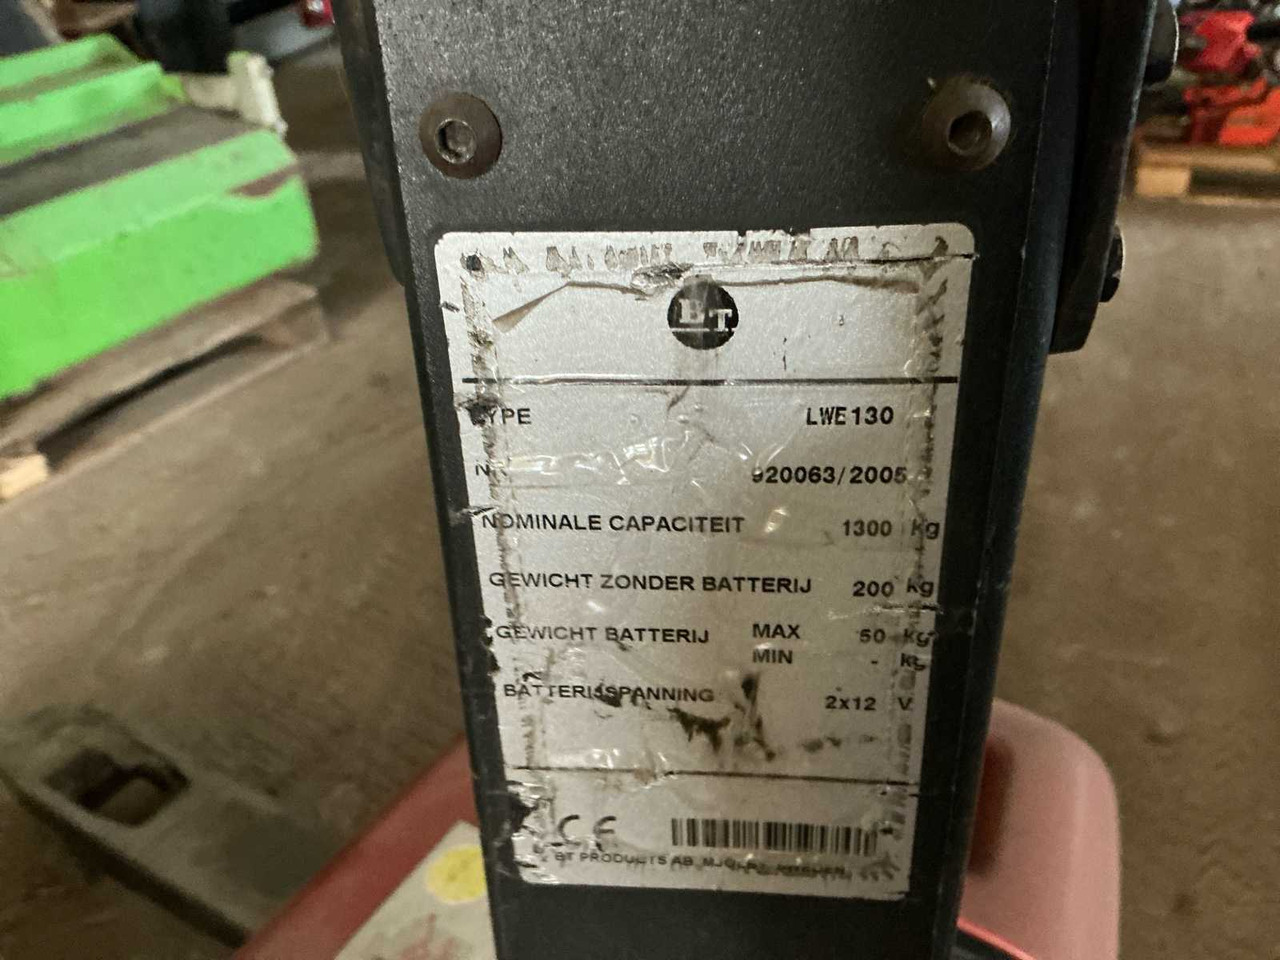 BT
TYPE LWE130
920063/2005
NOMINALE CAPACITEIT 1300 kg
GEWICHT ZONDER BATTERIJ 200 kg
GEWICHT BATTERIJ MAX 50 kg
MIN - kg
BATTERIJSPANNING 2x12 V
CE
BT PRODUCTS AB